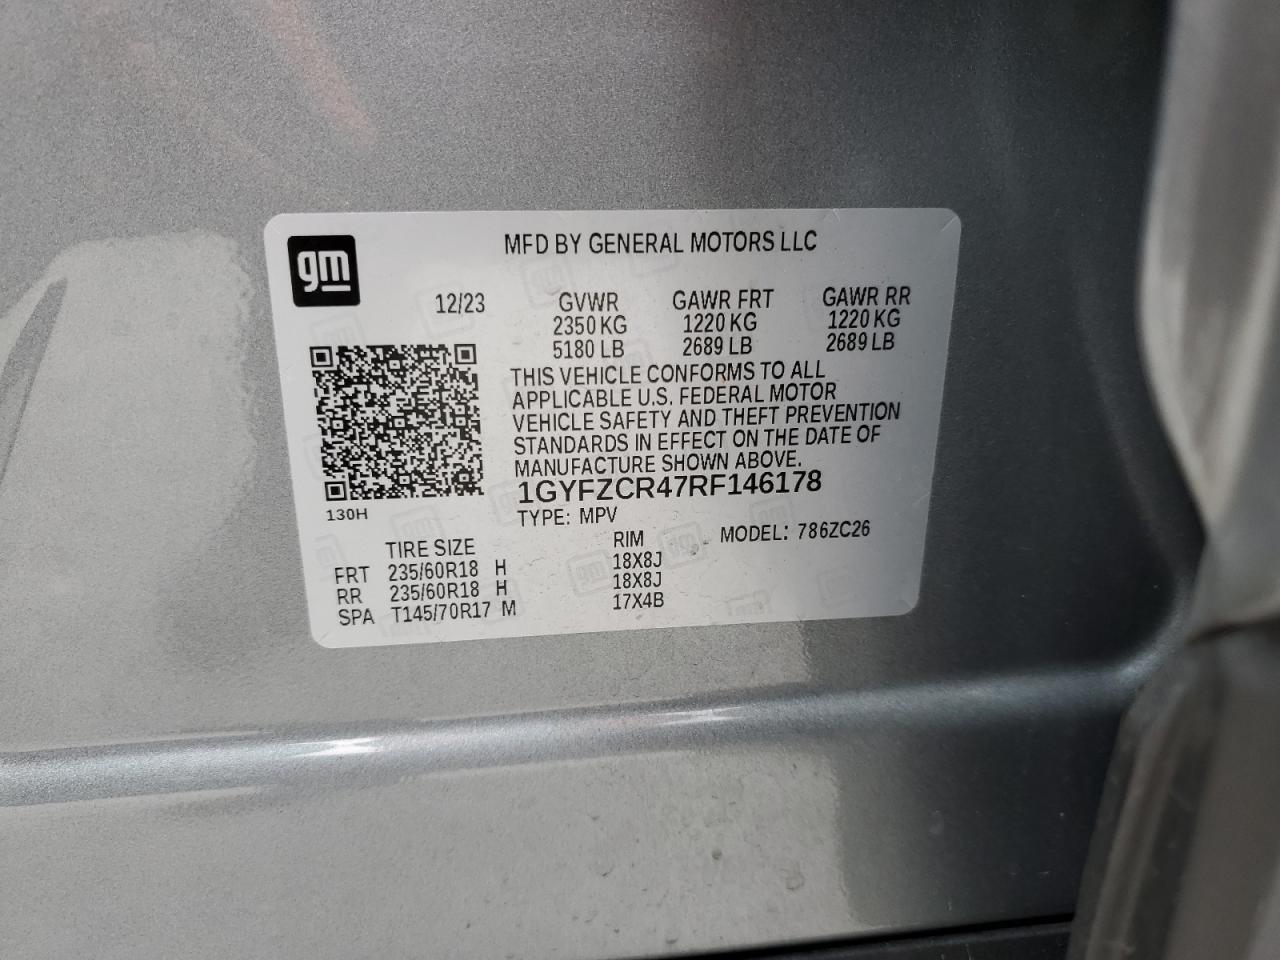 MFD BY GENERAL MOTORS LLC
gm
12/23 GVWR GAWR FRT GAWR RR
2350 KG 1220 KG 1220 KG
5180 LB 2689 LB 2689 LB
THIS VEHICLE CONFORMS TO ALL
APPLICABLE U.S. FEDERAL MOTOR
VEHICLE SAFETY AND THEFT PREVENTION
STANDARDS IN EFFECT ON THE DATE OF
MANUFACTURE SHOWN ABOVE.
1GYFZCR47RF146178
130H
TYPE: MPV MODEL: 786ZC26
TIRE SIZE RIM
FRT 235/60R18 H 18X8J
RR 235/60R18 H 18X8J
SPA T145/70R17 M 17X4B